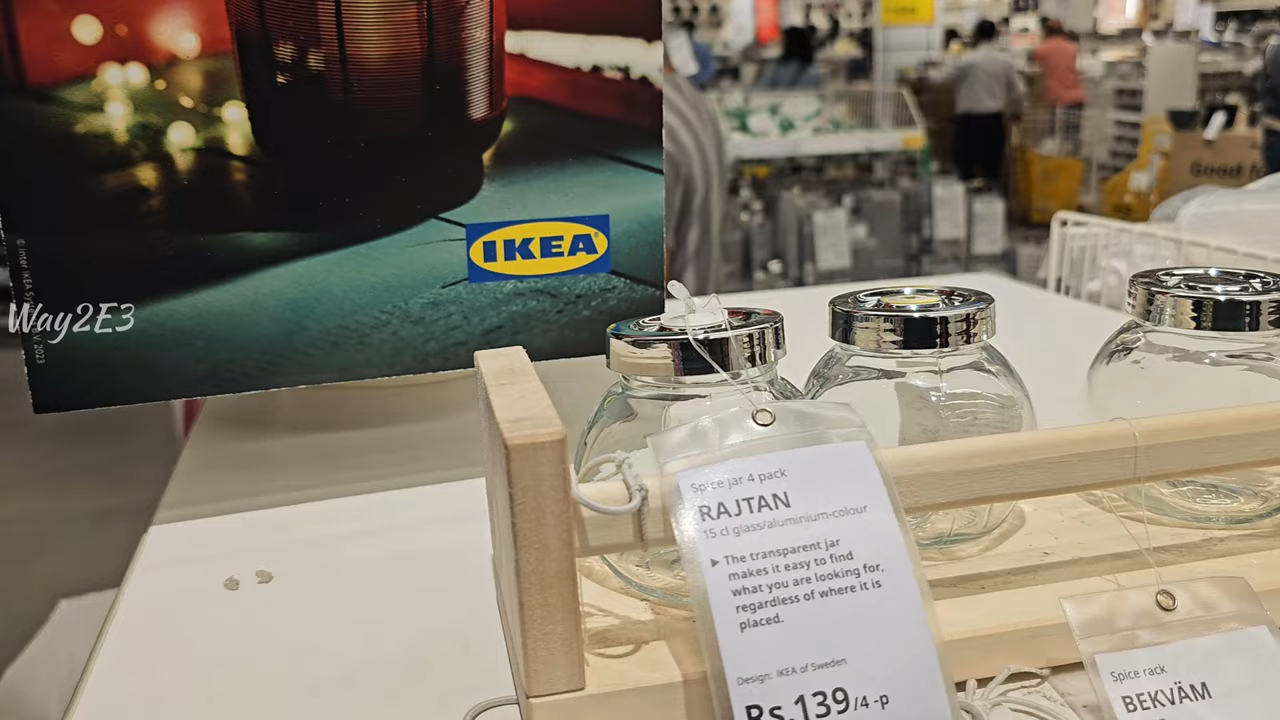 IKEA®
Way2E3
Good f
Spice jar 4 pack
RAJTAN
15 cl glass/aluminium-colour
▶ The transparent jar
makes it easy to find
what you are looking for,
regardless of where it is
placed.
Design: IKEA of Sweden
Rs.139/4 -p
Spice rack
BEKVÄM